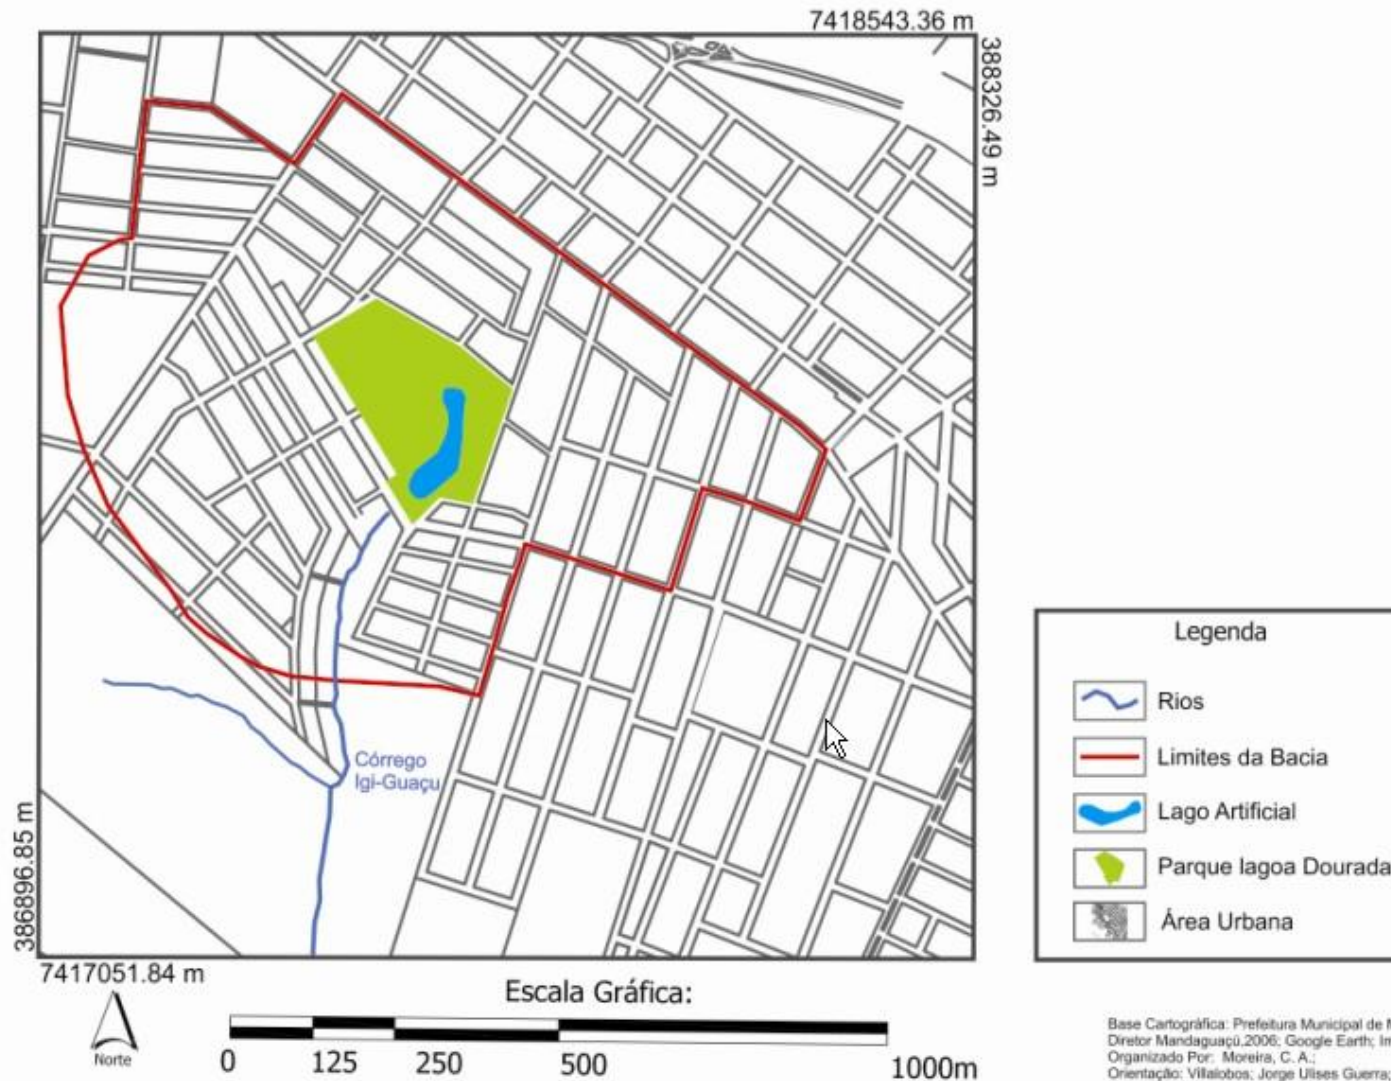 7418543.36 m
388326.49 m
Córrego
Igi-Guaçu
386896.85 m
7417051.84 m
Norte
Escala Gráfica:
0 125 250 500 1000m
Legenda
Rios
Limites da Bacia
Lago Artificial
Parque lagoa Dourada
Área Urbana
Base Cartográfica: Prefeitura Municipal de
Diretor Mandaguaçú,2006; Google Earth;
Organizado Por: Moreira, C. A.;
Orientação: Villalobos; Jorge Ulises Guerra;